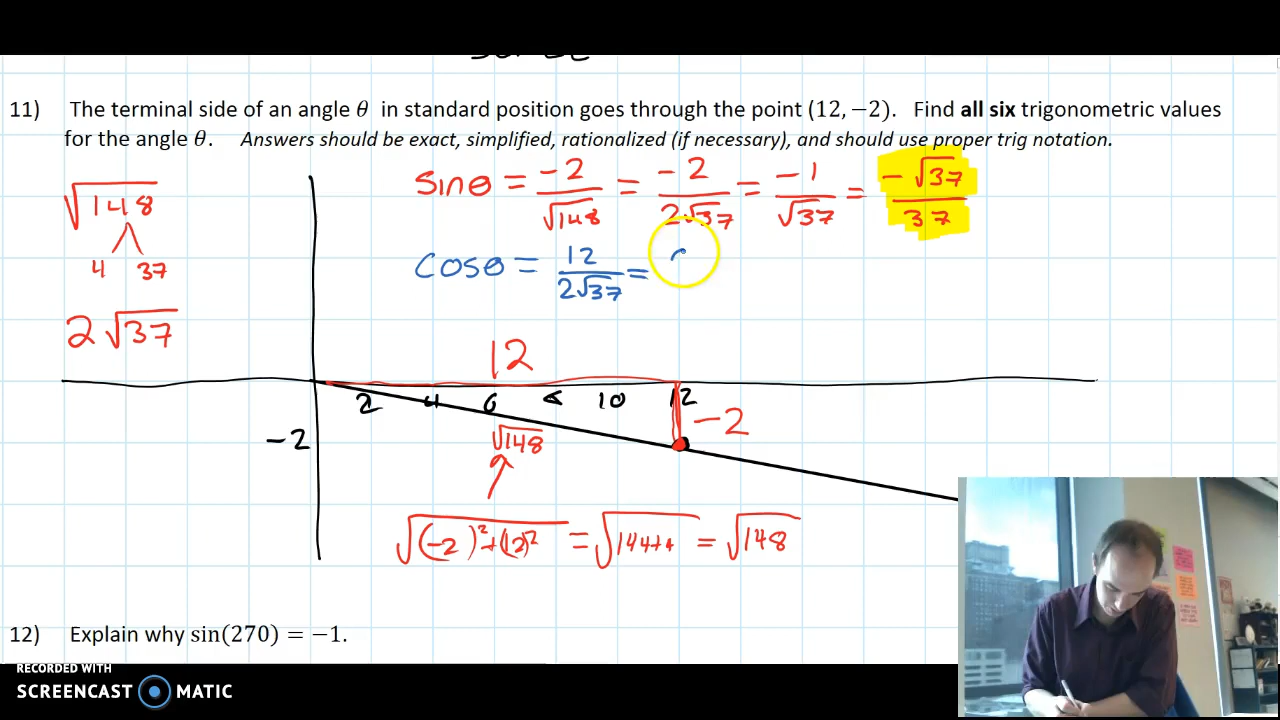 11) The terminal side of an angle θ in standard position goes through the point (12, −2). Find all six trigonometric values
for the angle θ. Answers should be exact, simplified, rationalized (if necessary), and should use proper trig notation.
sinθ = -2/√148 = -2/2√37 = -1/√37 = -√37/37
√148
4 37
2√37
cosθ = 12/2√37 =
12
2 4 6 8 10 12
-2
-2
√148
√(-2)²+(12)² = √144+4 = √148
12) Explain why sin(270) = −1.
RECORDED WITH
SCREENCAST MATIC